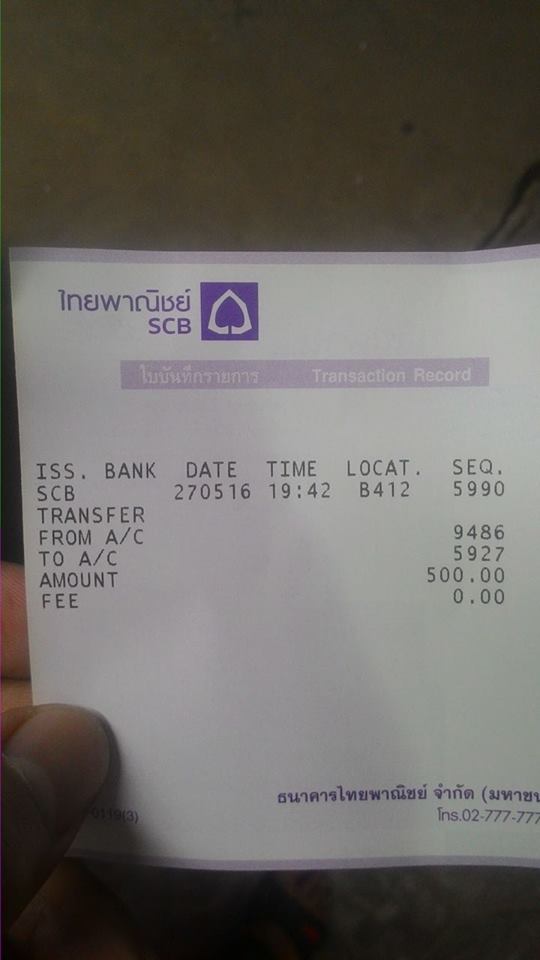 ไทยพาณิชย์
SCB
ใบบันทึกรายการ Transaction Record
ISS. BANK DATE TIME LOCAT. SEQ.
SCB 270516 19:42 B412 5990
TRANSFER
FROM A/C 9486
TO A/C 5927
AMOUNT 500.00
FEE 0.00
ธนาคารไทยพาณิชย์ จำกัด (มหาชน
โทร.02-777-777
-0119(3)